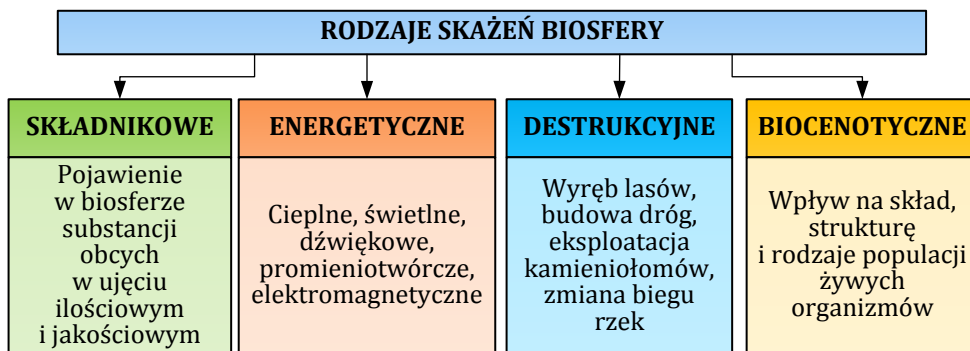 RODZAJE SKAŻEŃ BIOSFERY
SKŁADNIKOWE
Pojawienie
w biosferze
substancji
obcych
w ujęciu
ilościowym
i jakościowym
ENERGETYCZNE
Cieplne, świetlne,
dźwiękowe,
promieniotwórcze,
elektromagnetyczne
DESTRUKCYJNE
Wyręb lasów,
budowa dróg,
eksploatacja
kamieniołomów,
zmiana biegu
rzek
BIOCENOTYCZNE
Wpływ na skład,
strukturę
i rodzaje populacji
żywych
organizmów